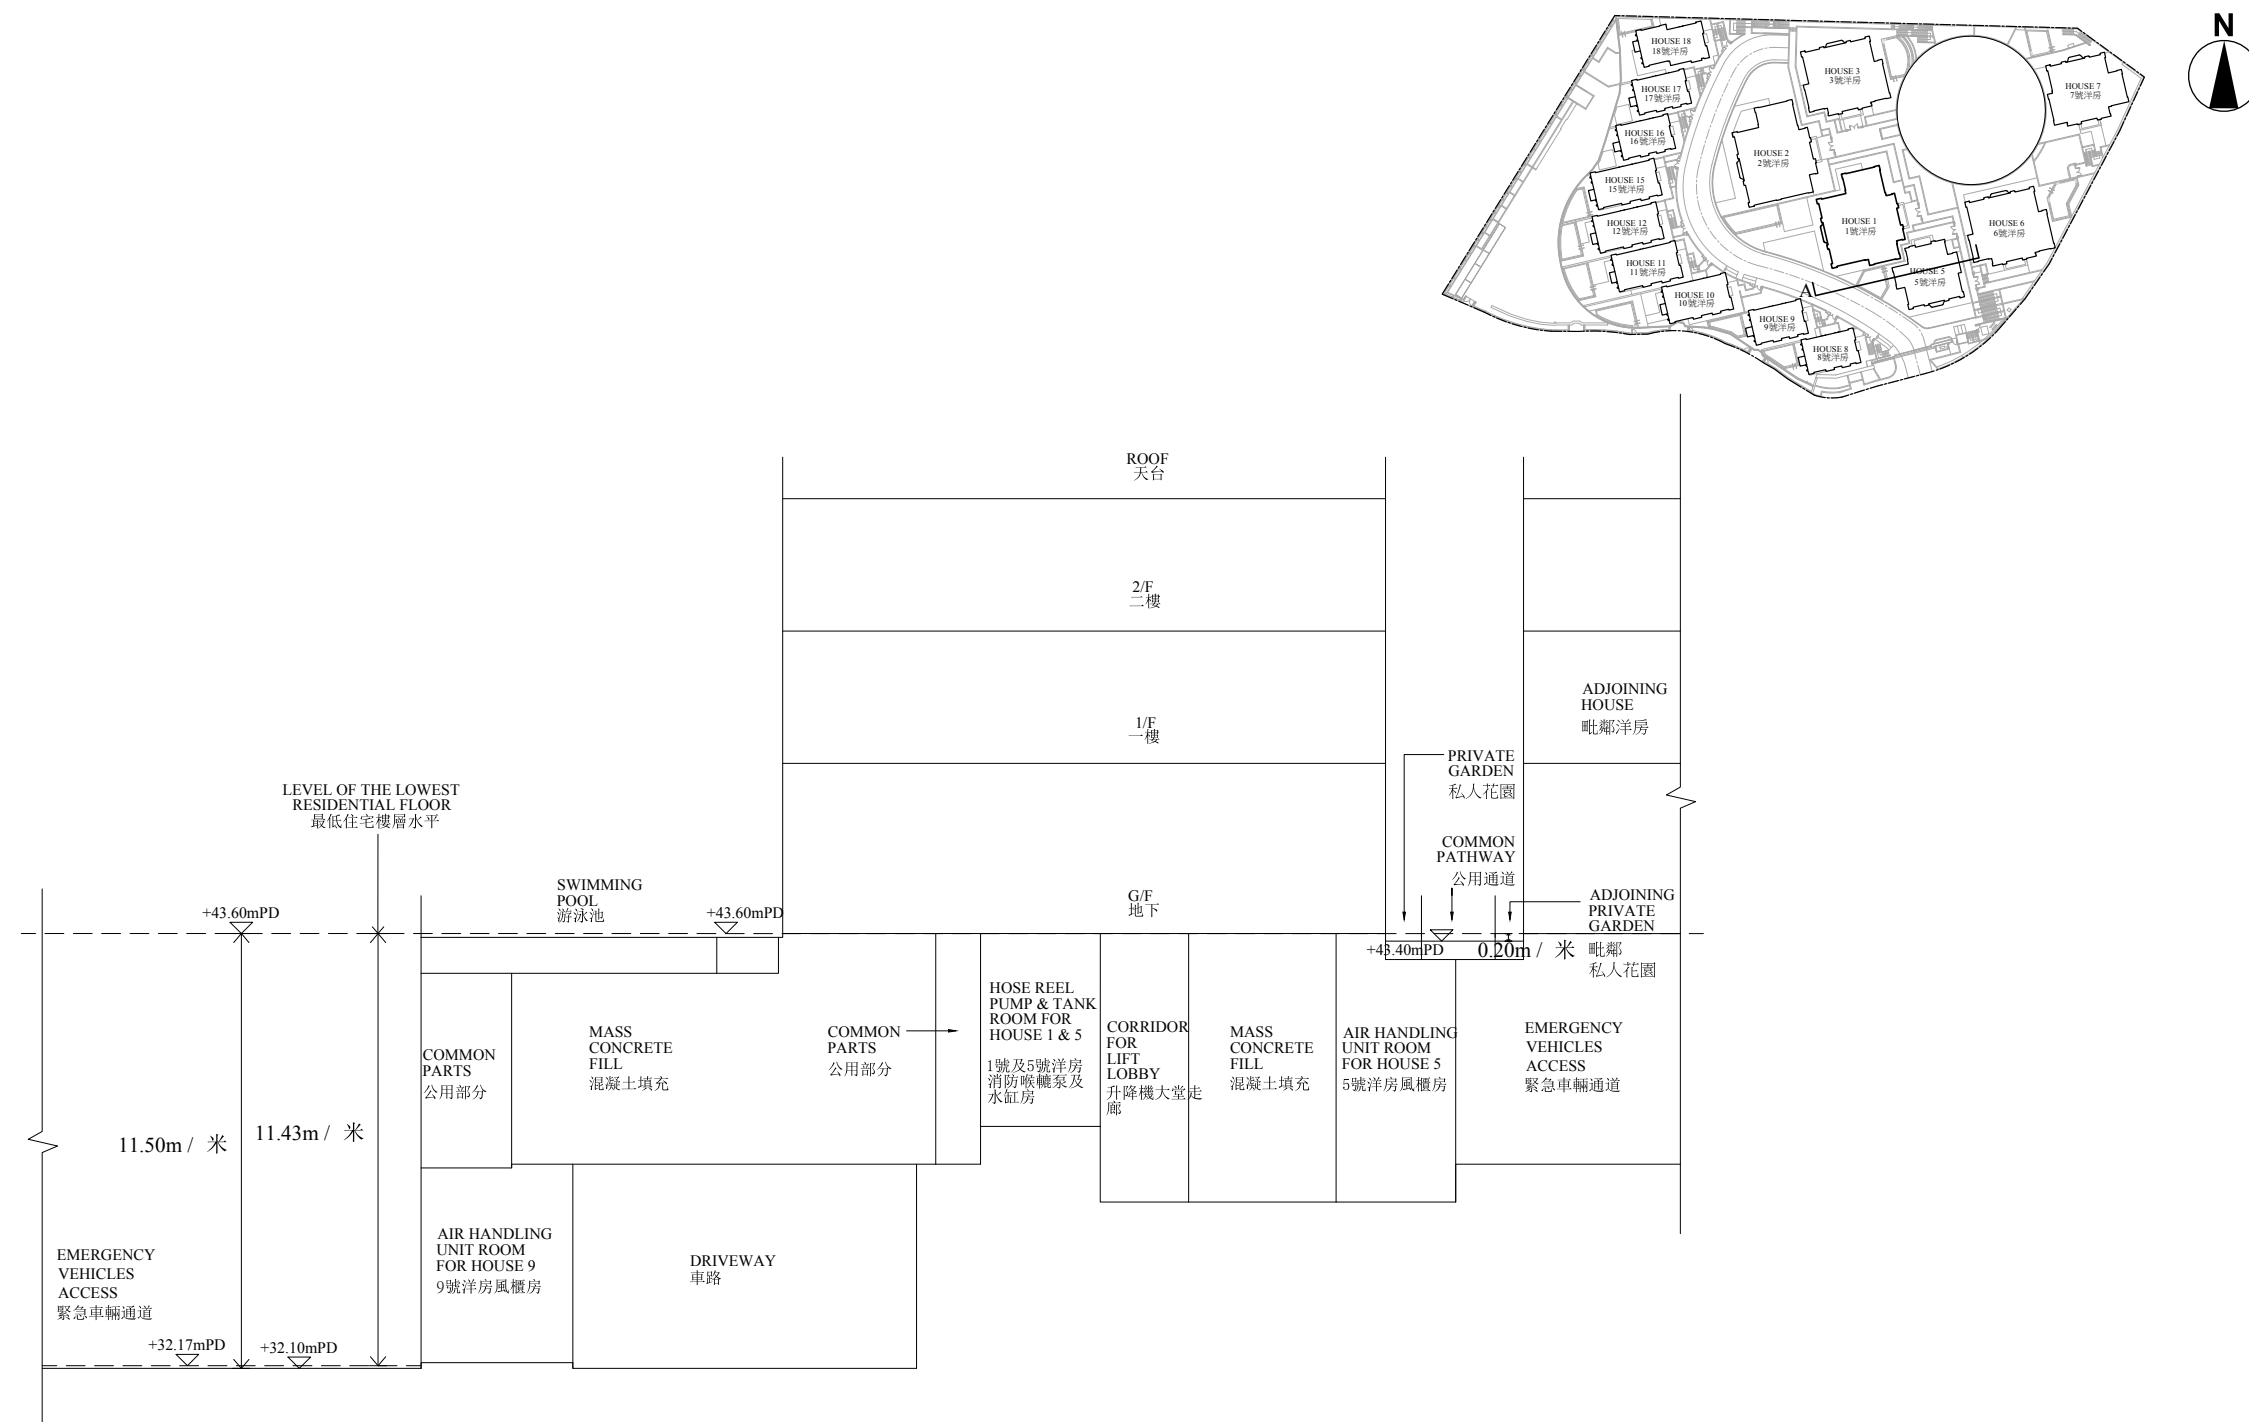 N
HOUSE 18
18號洋房
HOUSE 17
17號洋房
HOUSE 16
16號洋房
HOUSE 15
15號洋房
HOUSE 12
12號洋房
HOUSE 11
11號洋房
HOUSE 10
10號洋房
HOUSE 9
9號洋房
HOUSE 8
8號洋房
HOUSE 3
3號洋房
HOUSE 2
2號洋房
HOUSE 1
1號洋房
HOUSE 7
7號洋房
HOUSE 6
6號洋房
HOUSE 5
5號洋房
A
ROOF
天台
2/F
二樓
1/F
一樓
G/F
地下
ADJOINING
HOUSE
毗鄰洋房
PRIVATE
GARDEN
私人花園
COMMON
PATHWAY
公用通道
ADJOINING
PRIVATE
GARDEN
毗鄰
私人花園
LEVEL OF THE LOWEST
RESIDENTIAL FLOOR
最低住宅樓層水平
SWIMMING
POOL
游泳池
+43.60mPD
+43.60mPD
+43.40mPD
0.20m / 米
COMMON
PARTS
公用部分
MASS
CONCRETE
FILL
混凝土填充
COMMON
PARTS
公用部分
HOSE REEL
PUMP & TANK
ROOM FOR
HOUSE 1 & 5
1號及5號洋房
消防喉轆泵及
水缸房
CORRIDOR
FOR
LIFT
LOBBY
升降機大堂走
廊
MASS
CONCRETE
FILL
混凝土填充
AIR HANDLING
UNIT ROOM
FOR HOUSE 5
5號洋房風櫃房
EMERGENCY
VEHICLES
ACCESS
緊急車輛通道
11.50m / 米
11.43m / 米
EMERGENCY
VEHICLES
ACCESS
緊急車輛通道
AIR HANDLING
UNIT ROOM
FOR HOUSE 9
9號洋房風櫃房
DRIVEWAY
車路
+32.17mPD
+32.10mPD